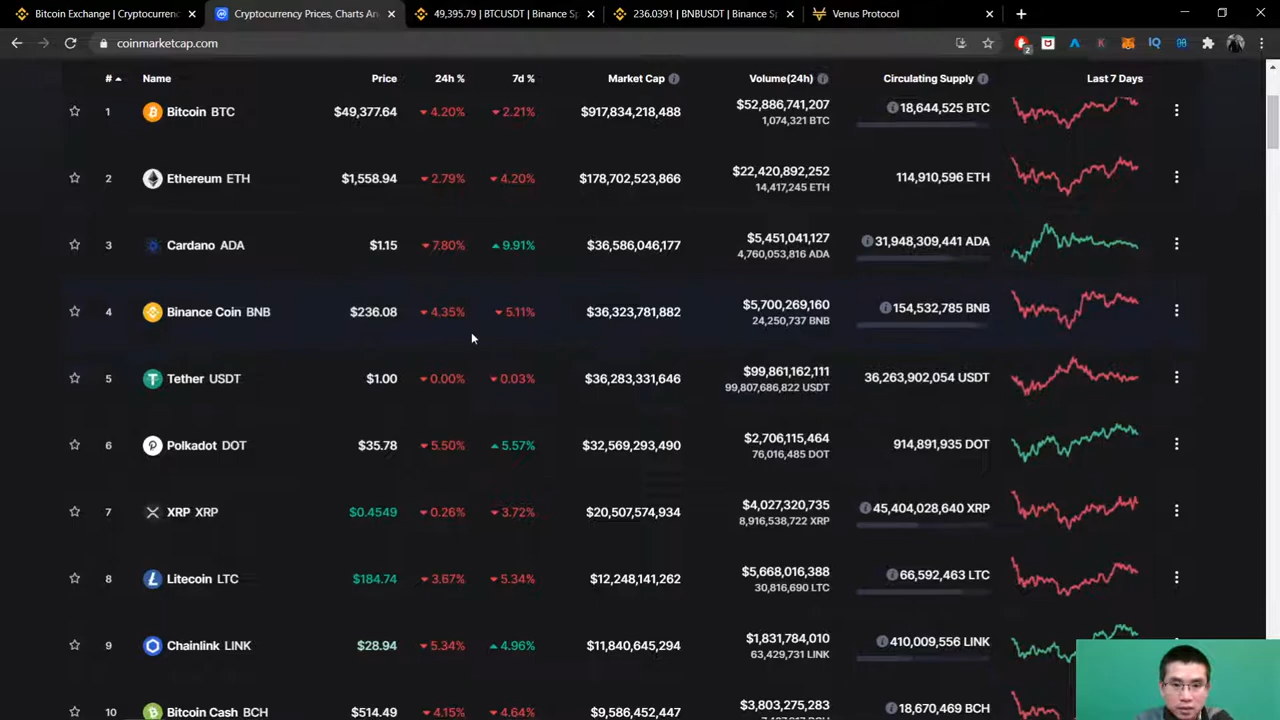 Bitcoin Exchange | Cryptocurrenc
Cryptocurrency Prices, Charts An
49,395.79 | BTCUSDT | Binance Sp
236.0391 | BNBUSDT | Binance Sp
Venus Protocol
coinmarketcap.com
2
# Name Price 24h % 7d % Market Cap Volume(24h) Circulating Supply Last 7 Days
1 Bitcoin BTC $49,377.64 4.20% 2.21% $917,834,218,488 $52,886,741,207 18,644,525 BTC
1,074,321 BTC
2 Ethereum ETH $1,558.94 2.79% 4.20% $178,702,523,866 $22,420,892,252 114,910,596 ETH
14,417,245 ETH
3 Cardano ADA $1.15 7.80% 9.91% $36,586,046,177 $5,451,041,127 31,948,309,441 ADA
4,760,053,816 ADA
4 Binance Coin BNB $236.08 4.35% 5.11% $36,323,781,882 $5,700,269,160 154,532,785 BNB
24,250,737 BNB
5 Tether USDT $1.00 0.00% 0.03% $36,283,331,646 $99,861,162,111 36,263,902,054 USDT
99,807,686,822 USDT
6 Polkadot DOT $35.78 5.50% 5.57% $32,569,293,490 $2,706,115,464 914,891,935 DOT
76,016,485 DOT
7 XRP XRP $0.4549 0.26% 3.72% $20,507,574,934 $4,027,320,735 45,404,028,640 XRP
8,916,538,722 XRP
8 Litecoin LTC $184.74 3.67% 5.34% $12,248,141,262 $5,668,016,388 66,592,463 LTC
30,816,690 LTC
9 Chainlink LINK $28.94 5.34% 4.96% $11,840,645,294 $1,831,784,010 410,009,556 LINK
63,429,731 LINK
10 Bitcoin Cash BCH $514.49 4.15% 4.64% $9,586,452,447 $3,803,275,283 18,670,469 BCH